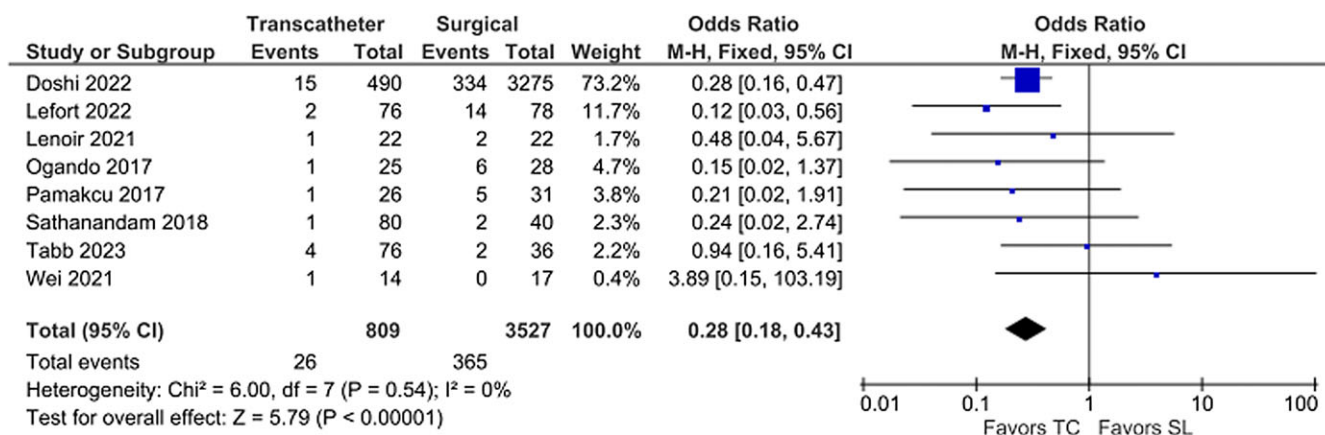 Transcatheter Surgical Odds Ratio Odds Ratio
Study or Subgroup Events Total Events Total Weight M-H, Fixed, 95% CI M-H, Fixed, 95% CI
Doshi 2022 15 490 334 3275 73.2% 0.28 [0.16, 0.47]
Lefort 2022 2 76 14 78 11.7% 0.12 [0.03, 0.56]
Lenoir 2021 1 22 2 22 1.7% 0.48 [0.04, 5.67]
Ogando 2017 1 25 6 28 4.7% 0.15 [0.02, 1.37]
Pamakcu 2017 1 26 5 31 3.8% 0.21 [0.02, 1.91]
Sathanandam 2018 1 80 2 40 2.3% 0.24 [0.02, 2.74]
Tabb 2023 4 76 2 36 2.2% 0.94 [0.16, 5.41]
Wei 2021 1 14 0 17 0.4% 3.89 [0.15, 103.19]
Total (95% CI) 809 3527 100.0% 0.28 [0.18, 0.43]
Total events 26 365
Heterogeneity: Chi² = 6.00, df = 7 (P = 0.54); I² = 0%
Test for overall effect: Z = 5.79 (P < 0.00001)
0.01 0.1 1 10 100
Favors TC Favors SL